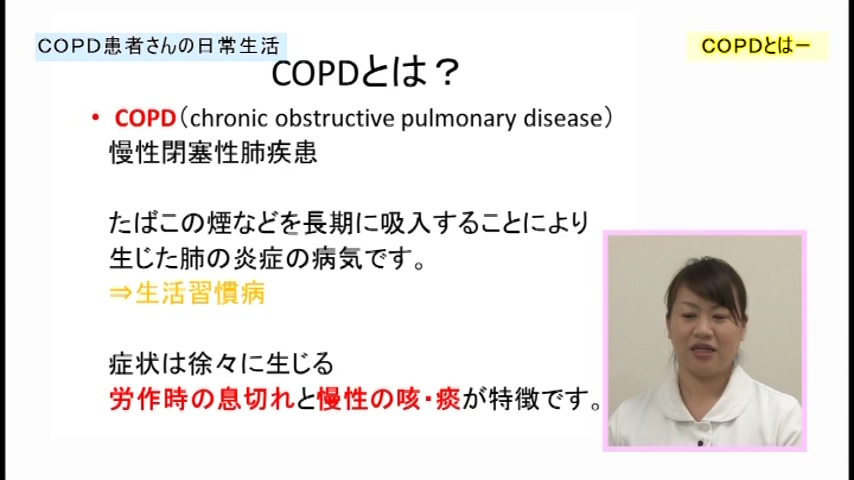 COPD患者さんの日常生活
COPDとはー
COPDとは？
• COPD（chronic obstructive pulmonary disease）
慢性閉塞性肺疾患
たばこの煙などを長期に吸入することにより
生じた肺の炎症の病気です。
⇒生活習慣病
症状は徐々に生じる
労作時の息切れと慢性の咳・痰が特徴です。